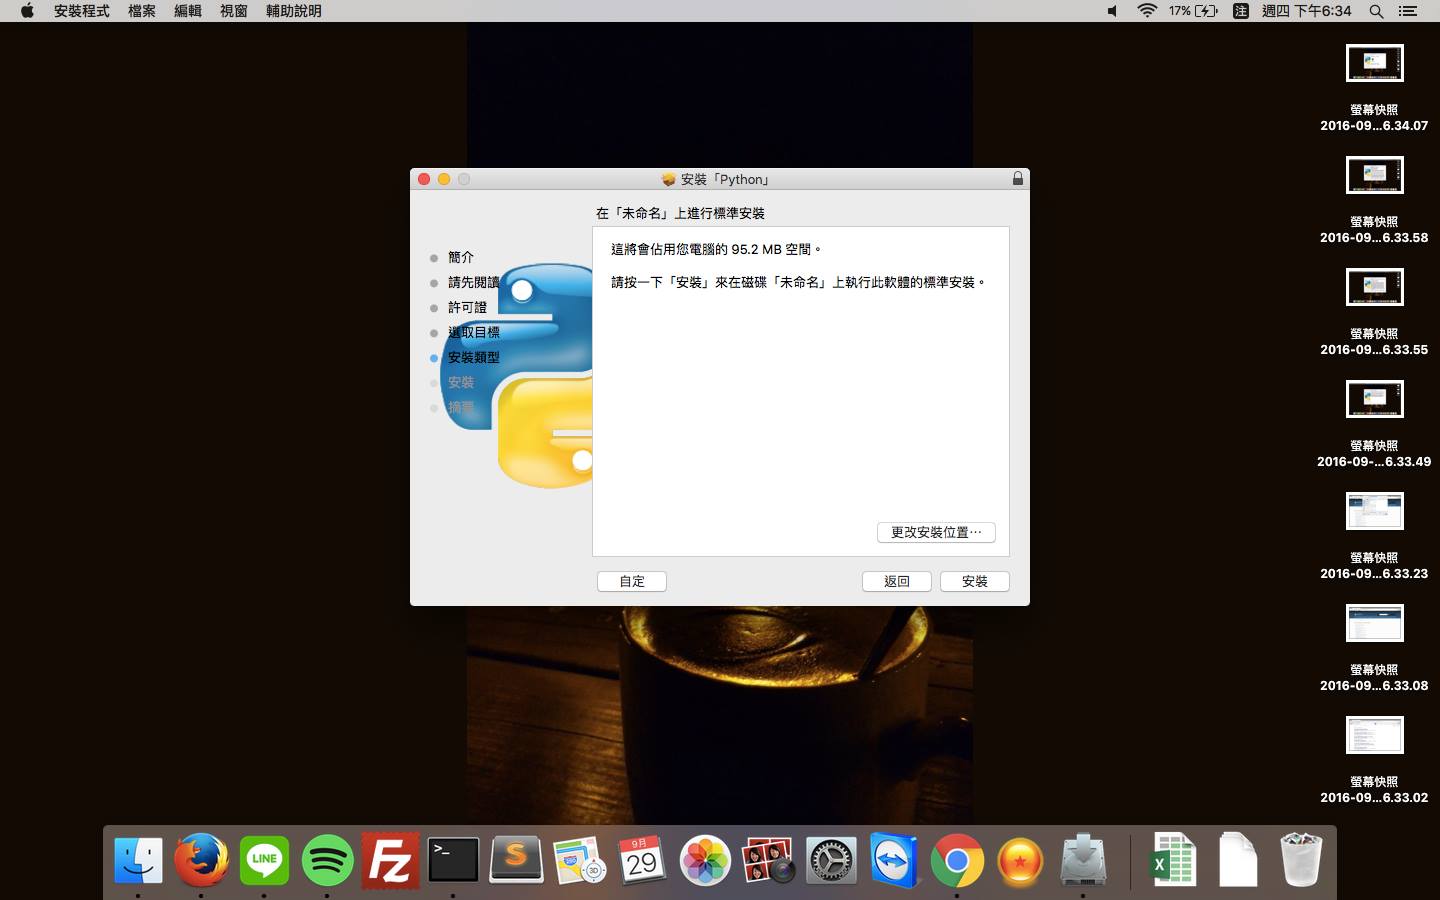 安裝程式 檔案 編輯 視窗 輔助說明
17% 注 週四 下午6:34
螢幕快照
2016-09...6.34.07
螢幕快照
2016-09...6.33.58
螢幕快照
2016-09...6.33.55
螢幕快照
2016-09-...6.33.49
螢幕快照
2016-09...6.33.23
螢幕快照
2016-09...6.33.08
螢幕快照
2016-09...6.33.02
安裝「Python」
在「未命名」上進行標準安裝
簡介
請先閱讀
許可證
選取目標
安裝類型
安裝
摘要
這將會佔用您電腦的 95.2 MB 空間。
請按一下「安裝」來在磁碟「未命名」上執行此軟體的標準安裝。
更改安裝位置⋯
自定 返回 安裝
LINE
Fz
>_
S
280
3D
9月
29
X